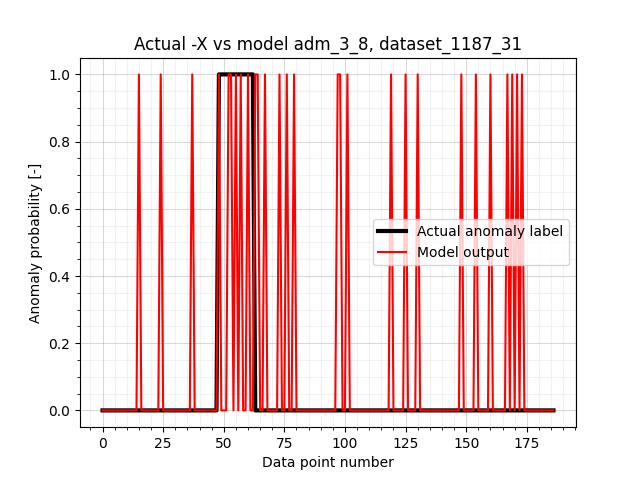 Actual -X vs model adm_3_8, dataset_1187_31
Anomaly probability [-]
1.0
0.8
0.6
0.4
0.2
0.0
Actual anomaly label
Model output
0 25 50 75 100 125 150 175
Data point number